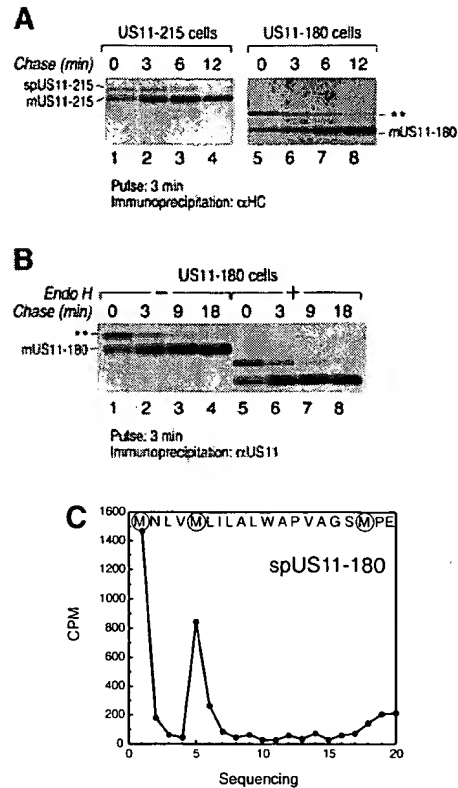 A
US11-215 cells US11-180 cells
Chase (min) 0 3 6 12 0 3 6 12
spUS11-215
mUS11-215
**
mUS11-180
1 2 3 4 5 6 7 8
Pulse: 3 min
Immunoprecipitation: αHC
B
US11-180 cells
Endo H − +
Chase (min) 0 3 9 18 0 3 9 18
**
mUS11-180
1 2 3 4 5 6 7 8
Pulse: 3 min
Immunoprecipitation: αUS11
C
M N L V M L I L A L W A P V A G S M P E
spUS11-180
1600
1400
1200
1000
800
600
400
200
0
CPM
0 5 10 15 20
Sequencing